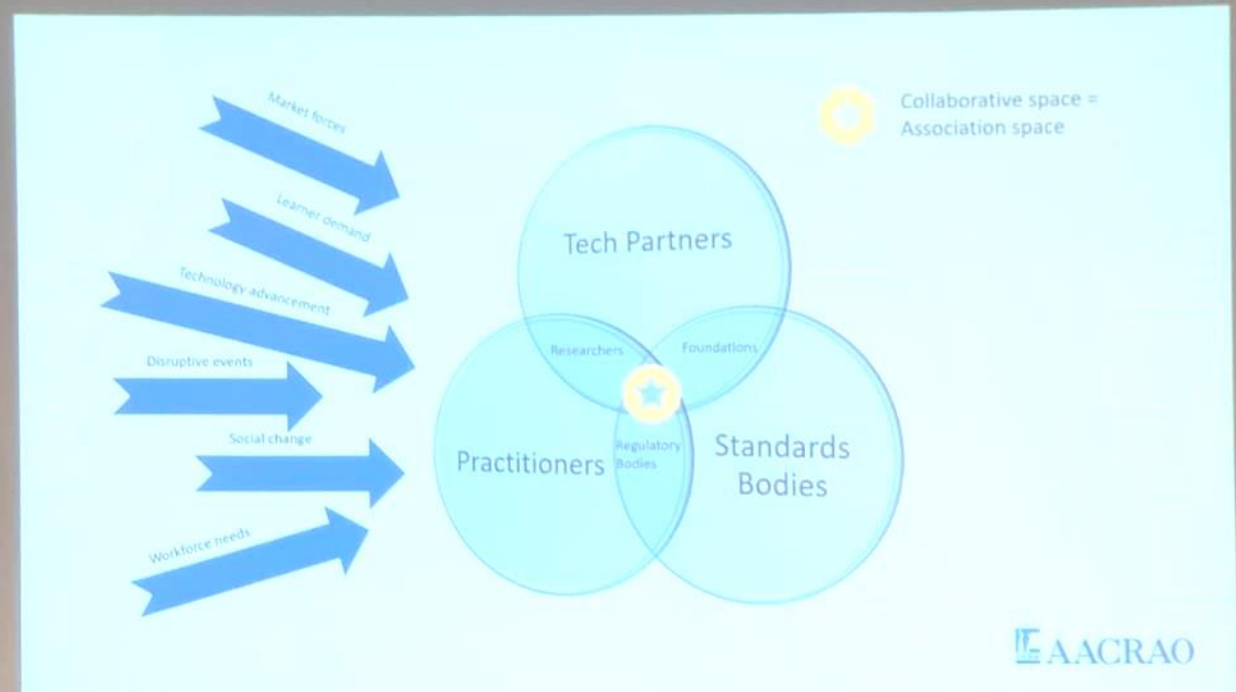 Market forces
Learner demand
Technology advancement
Disruptive events
Social change
Workforce needs
Collaborative space =
Association space
Tech Partners
Researchers
Foundations
Practitioners
Regulatory
Bodies
Standards
Bodies
AACRAO